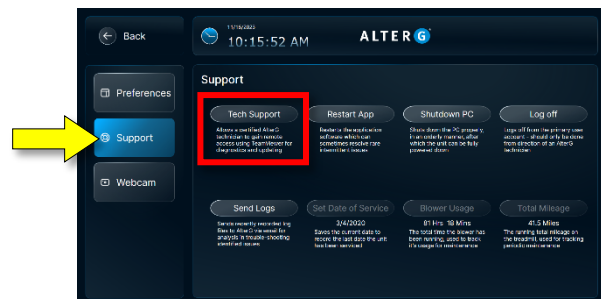 Back
11/18/2025
10:15:52 AM
ALTER G
Preferences
Support
Webcam
Support
Tech Support
Allows a certified AlterG
technician to gain remote
access using TeamViewer for
diagnostics and updating
Restart App
Restarts the application
software which can
sometimes resolve rare
intermittent issues
Shutdown PC
Shuts down the PC properly,
in an orderly manner, after
which the unit can be fully
powered down
Log off
Logs off from the primary user
account - should only be done
from direction of an AlterG
technician
Send Logs
Sends recently recorded log
files to AlterG via email for
analysis in trouble-shooting
identified issues
Set Date of Service
3/4/2020
Saves the current date to
record the last date the unit
has been serviced
Blower Usage
81 Hrs 18 Mins
The total time the blower has
been running, used to track
it's usage for maintenance
Total Mileage
41.5 Miles
The running total mileage on
the treadmill, used for tracking
periodic maintenance